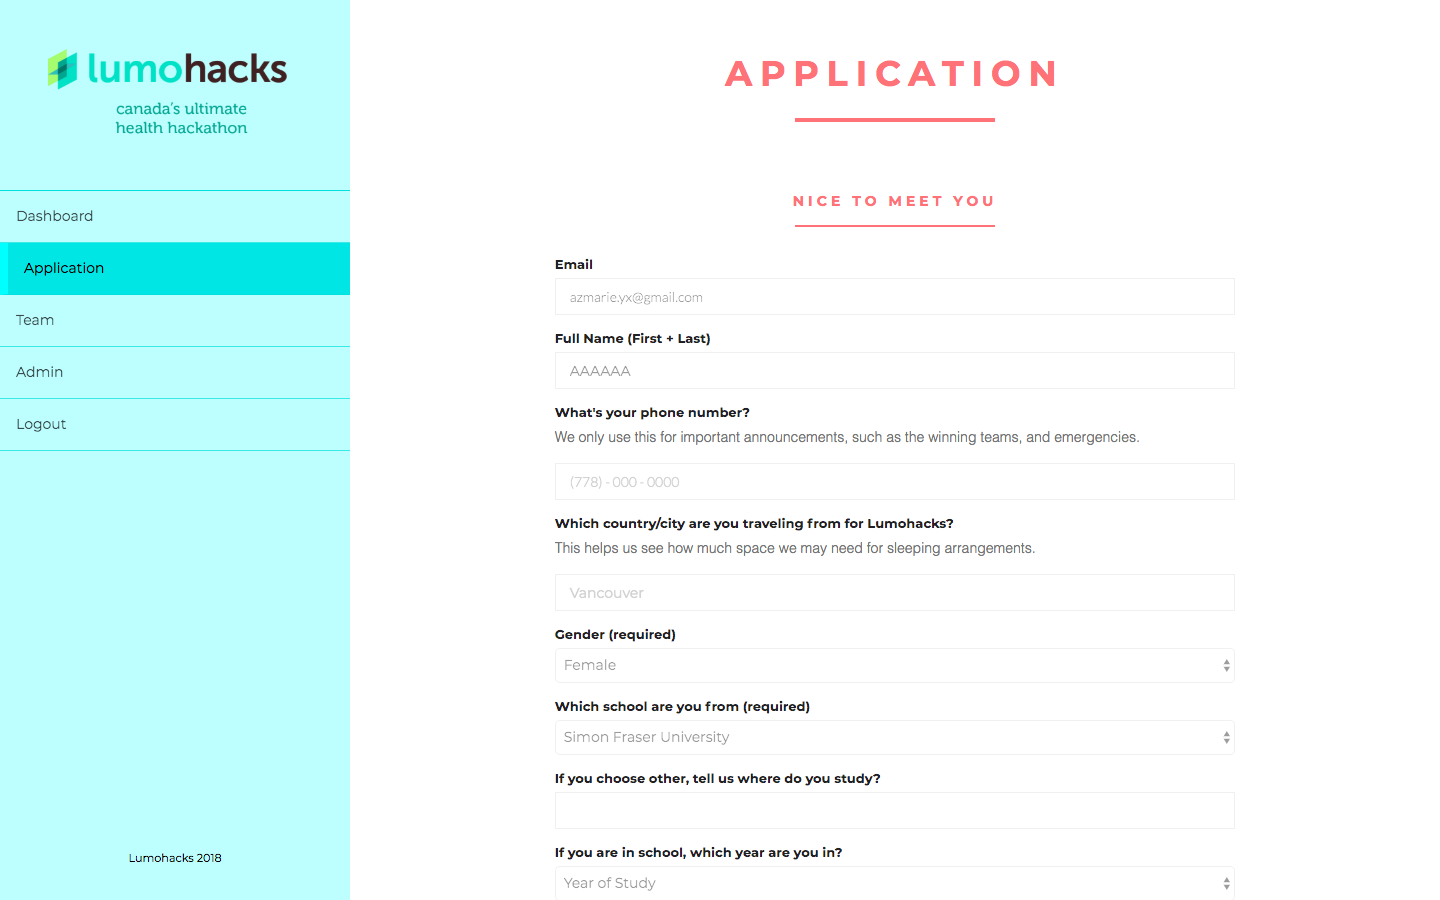 lumohacks
canada's ultimate
health hackathon
Dashboard
Application
Team
Admin
Logout
Lumohacks 2018
APPLICATION
NICE TO MEET YOU
Email
azmarie.yx@gmail.com
Full Name (First + Last)
AAAAAA
What's your phone number?
We only use this for important announcements, such as the winning teams, and emergencies.
(778) - 000 - 0000
Which country/city are you traveling from for Lumohacks?
This helps us see how much space we may need for sleeping arrangements.
Vancouver
Gender (required)
Female
Which school are you from (required)
Simon Fraser University
If you choose other, tell us where do you study?
If you are in school, which year are you in?
Year of Study